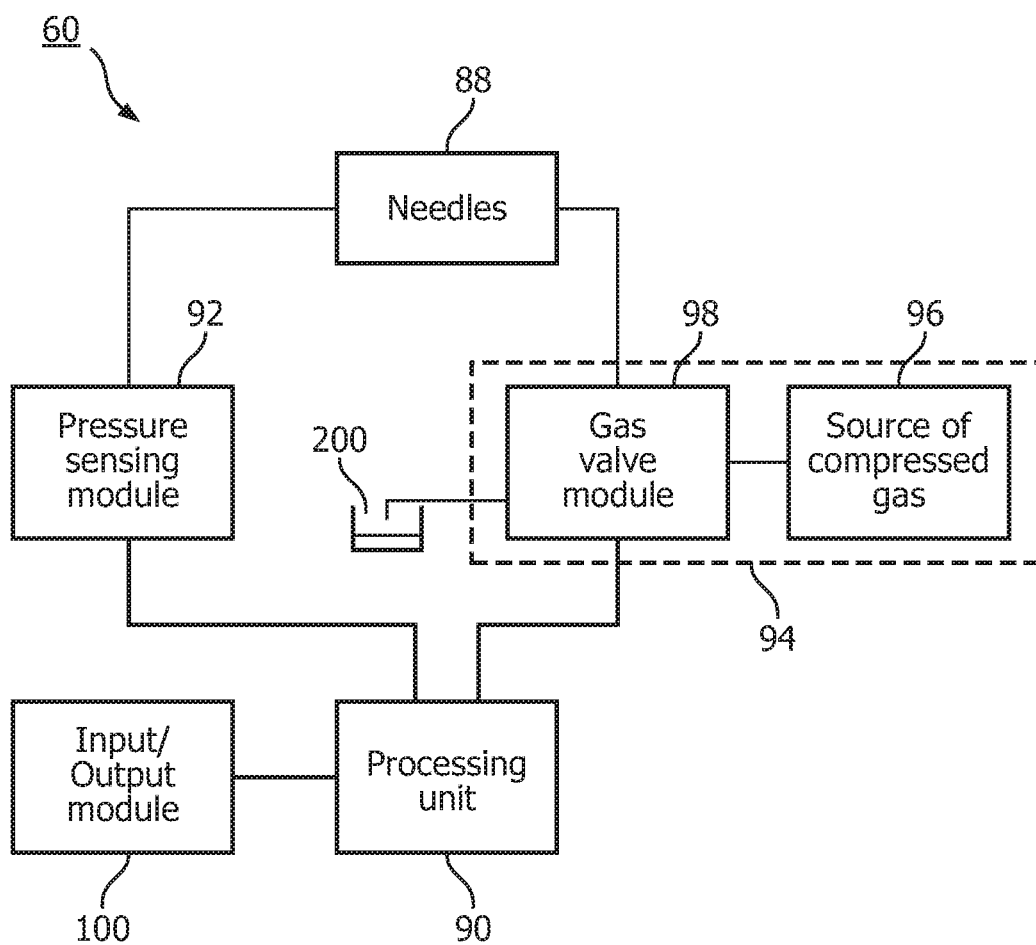 60
88
Needles
92
98
96
Pressure
sensing
module
200
Gas
valve
module
Source of
compressed
gas
94
Input/
Output
module
Processing
unit
100
90